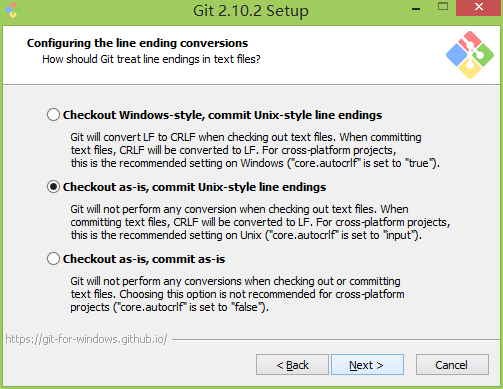 Git 2.10.2 Setup
Configuring the line ending conversions
How should Git treat line endings in text files?
Checkout Windows-style, commit Unix-style line endings
Git will convert LF to CRLF when checking out text files. When committing
text files, CRLF will be converted to LF. For cross-platform projects,
this is the recommended setting on Windows ("core.autocrlf" is set to "true").
Checkout as-is, commit Unix-style line endings
Git will not perform any conversion when checking out text files. When
committing text files, CRLF will be converted to LF. For cross-platform projects,
this is the recommended setting on Unix ("core.autocrlf" is set to "input").
Checkout as-is, commit as-is
Git will not perform any conversions when checking out or committing
text files. Choosing this option is not recommended for cross-platform
projects ("core.autocrlf" is set to "false").
https://git-for-windows.github.io/
< Back
Next >
Cancel